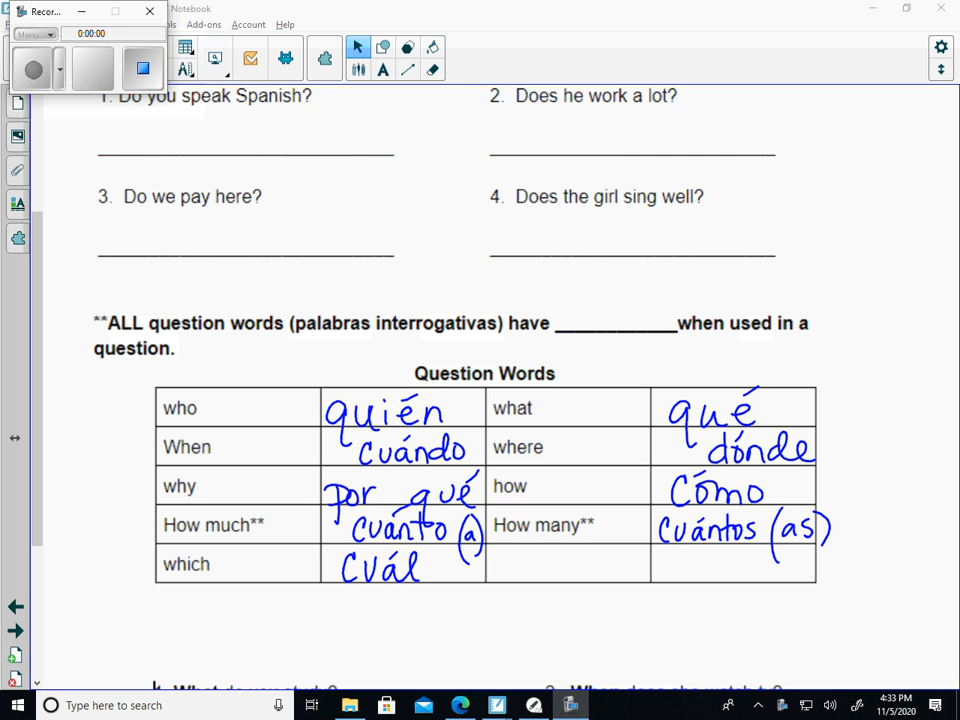 Recor...
Notebook
Menu
0:00:00
ols Add-ons Account Help
1. Do you speak Spanish? 2. Does he work a lot?
3. Do we pay here? 4. Does the girl sing well?
**ALL question words (palabras interrogativas) have ____________when used in a
question.
Question Words
who quién what qué
When cuándo where dónde
why por qué how cómo
How much** cuánto (a) How many** cuántos (as)
which cuál
Type here to search
4:33 PM
11/5/2020